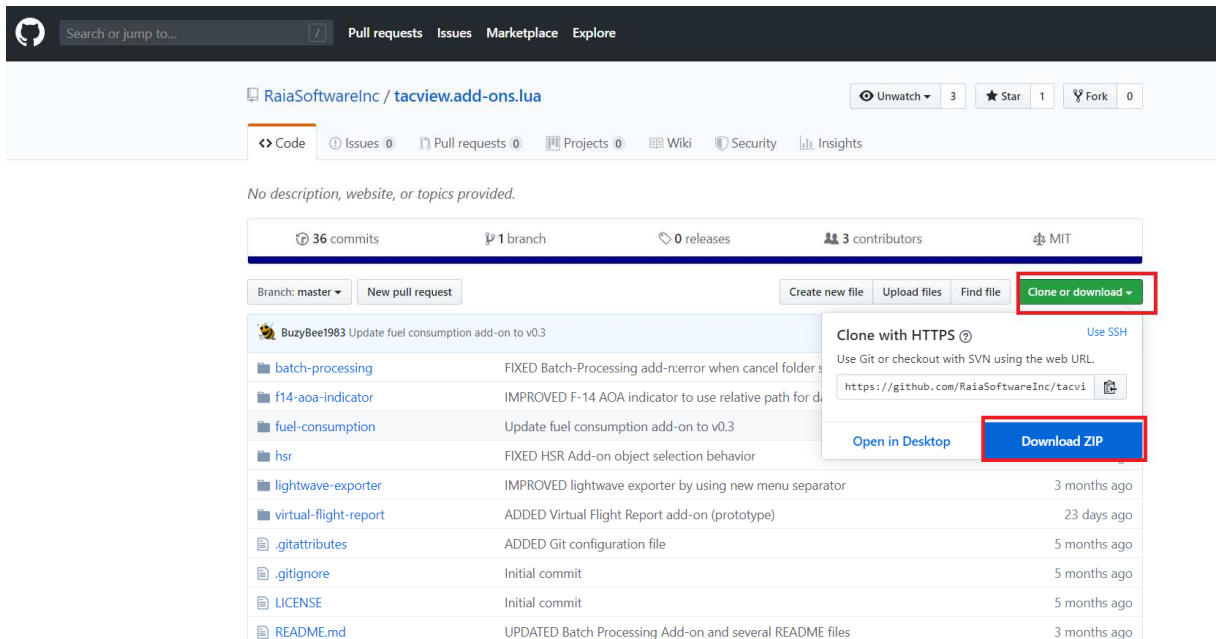 Search or jump to... /
Pull requests Issues Marketplace Explore
RaiaSoftwareInc / tacview.add-ons.lua
Unwatch 3 Star 1 Fork 0
Code Issues 0 Pull requests 0 Projects 0 Wiki Security Insights
No description, website, or topics provided.
36 commits 1 branch 0 releases 3 contributors MIT
Branch: master New pull request Create new file Upload files Find file Clone or download
BuzyBee1983 Update fuel consumption add-on to v0.3
Clone with HTTPS Use SSH
Use Git or checkout with SVN using the web URL.
https://github.com/RaiaSoftwareInc/tacvi
Open in Desktop Download ZIP
batch-processing FIXED Batch-Processing add-n:error when cancel folder s
f14-aoa-indicator IMPROVED F-14 AOA indicator to use relative path for da
fuel-consumption Update fuel consumption add-on to v0.3
hsr FIXED HSR Add-on object selection behavior
lightwave-exporter IMPROVED lightwave exporter by using new menu separator 3 months ago
virtual-flight-report ADDED Virtual Flight Report add-on (prototype) 23 days ago
.gitattributes ADDED Git configuration file 5 months ago
.gitignore Initial commit 5 months ago
LICENSE Initial commit 5 months ago
README.md UPDATED Batch Processing Add-on and several README files 3 months ago